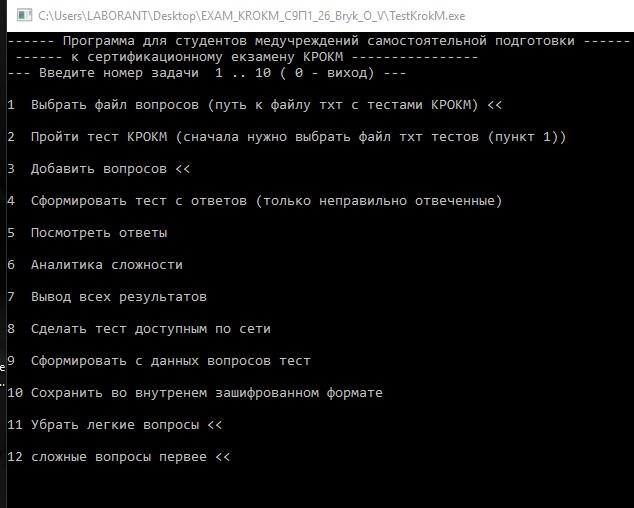 C:\Users\LABORANT\Desktop\EXAM_KROKM_C9П1_26_Bryk_O_V\TestKrokM.exe
------ Программа для студентов медучреждений самостоятельной подготовки ------
------ к сертификационному екзамену КРОКМ ----------------
--- Введите номер задачи 1 .. 10 ( 0 - виход) ---
1 Выбрать файл вопросов (путь к файлу тхт с тестами КРОКМ) <<
2 Пройти тест КРОКМ (сначала нужно выбрать файл тхт тестов (пункт 1))
3 Добавить вопросов <<
4 Сформировать тест с ответов (только неправильно отвеченные)
5 Посмотреть ответы
6 Аналитика сложности
7 Вывод всех результатов
8 Сделать тест доступным по сети
9 Сформировать с данных вопросов тест
10 Сохранить во внутренем зашифрованном формате
11 Убрать легкие вопросы <<
12 сложные вопросы первее <<